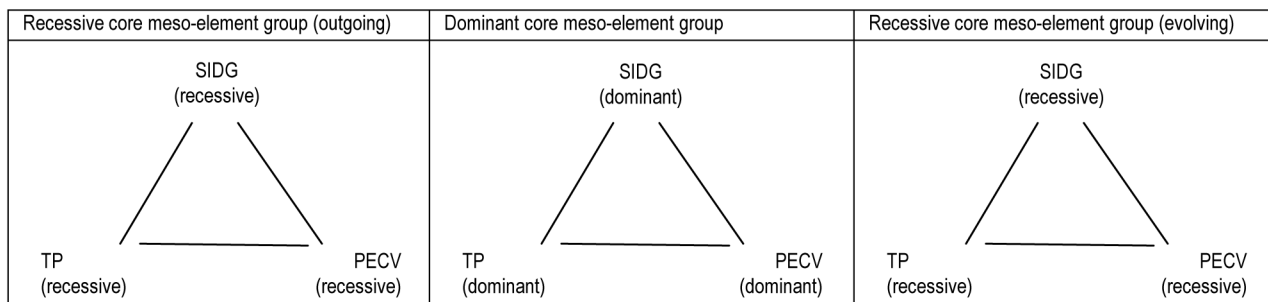 Recessive core meso-element group (outgoing)
SIDG
(recessive)
TP
(recessive)
PECV
(recessive)
Dominant core meso-element group
SIDG
(dominant)
TP
(dominant)
PECV
(dominant)
Recessive core meso-element group (evolving)
SIDG
(recessive)
TP
(recessive)
PECV
(recessive)